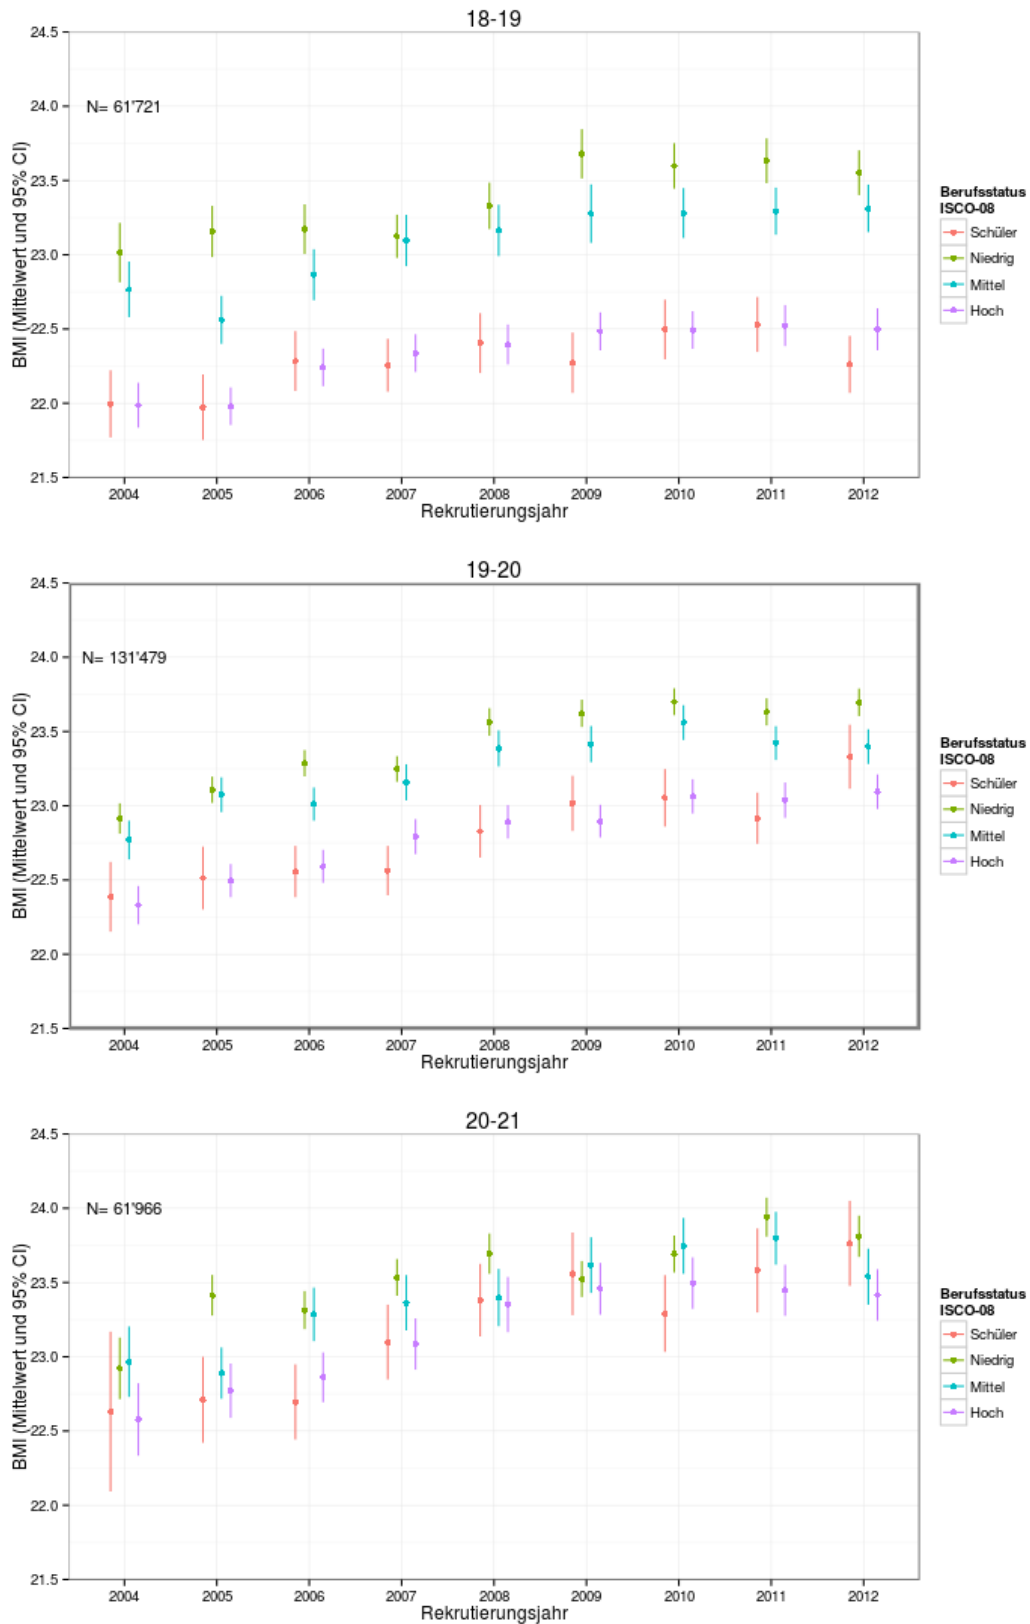 18-19
24.5
24.0
23.5
23.0
22.5
22.0
21.5
BMI (Mittelwert und 95% CI)
N= 61'721
2004 2005 2006 2007 2008 2009 2010 2011 2012
Rekrutierungsjahr
Berufsstatus
ISCO-08
Schüler
Niedrig
Mittel
Hoch
19-20
24.5
24.0
23.5
23.0
22.5
22.0
21.5
BMI (Mittelwert und 95% CI)
N= 131'479
2004 2005 2006 2007 2008 2009 2010 2011 2012
Rekrutierungsjahr
Berufsstatus
ISCO-08
Schüler
Niedrig
Mittel
Hoch
20-21
24.5
24.0
23.5
23.0
22.5
22.0
21.5
BMI (Mittelwert und 95% CI)
N= 61'966
2004 2005 2006 2007 2008 2009 2010 2011 2012
Rekrutierungsjahr
Berufsstatus
ISCO-08
Schüler
Niedrig
Mittel
Hoch